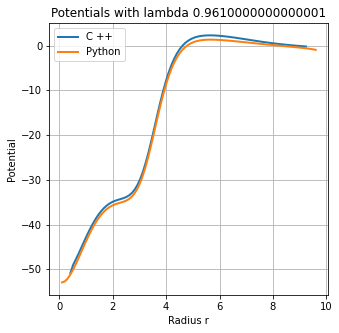 Potentials with lambda 0.9610000000000001
C ++
Python
0
−10
−20
−30
−40
−50
Potential
0
2
4
6
8
10
Radius r